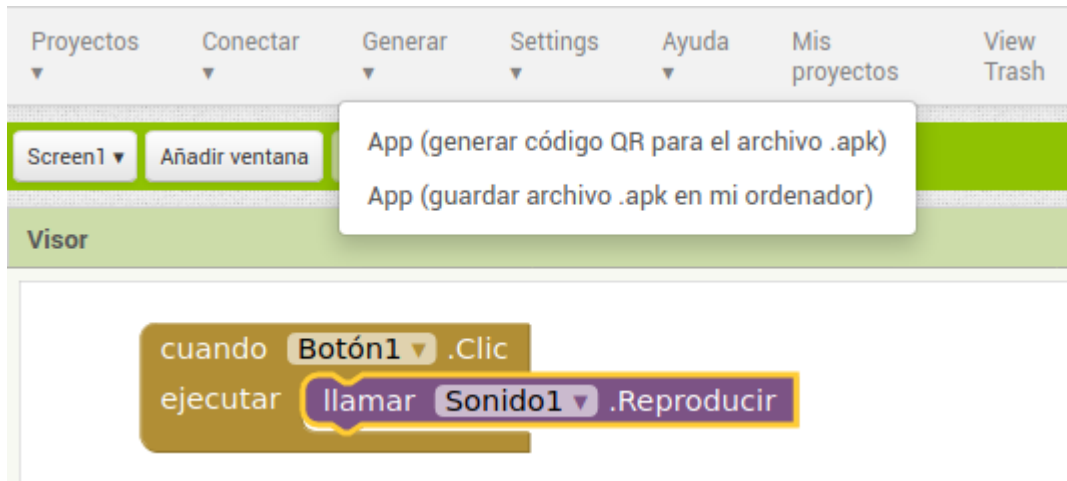 Proyectos ▾ Conectar ▾ Generar ▾ Settings ▾ Ayuda ▾ Mis proyectos View Trash
Screen1 ▾ Añadir ventana
App (generar código QR para el archivo .apk)
App (guardar archivo .apk en mi ordenador)
Visor
cuando Botón1 ▾ .Clic
ejecutar llamar Sonido1 ▾ .Reproducir